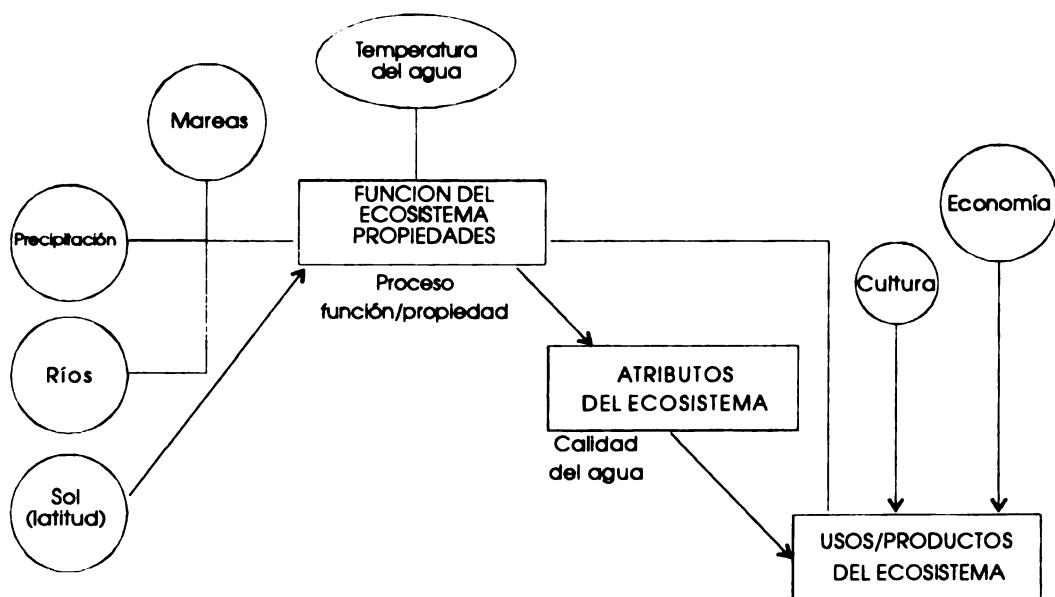 Temperatura
del agua
Mareas
FUNCION DEL
ECOSISTEMA
PROPIEDADES
Economía
Precipitación
Cultura
Proceso
función/propiedad
Ríos
ATRIBUTOS
DEL ECOSISTEMA
Calidad
del agua
Sol
(latitud)
USOS/PRODUCTOS
DEL ECOSISTEMA